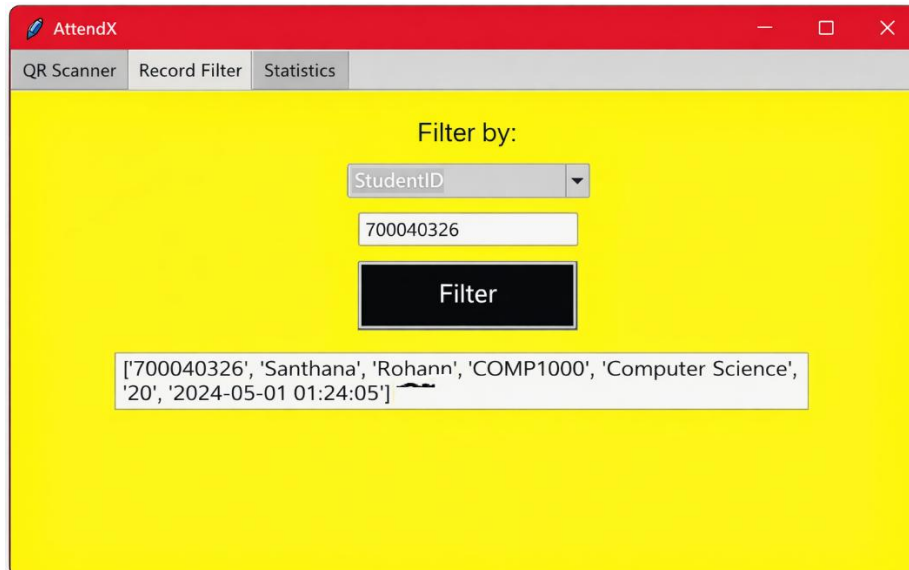 AttendX
QR Scanner Record Filter Statistics
Filter by:
StudentID
700040326
Filter
['700040326', 'Santhana', 'Rohann', 'COMP1000', 'Computer Science',
'20', '2024-05-01 01:24:05']